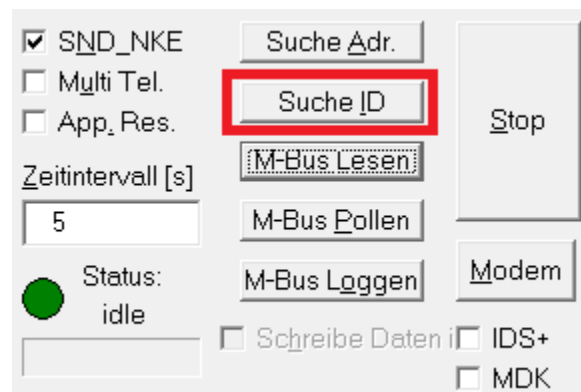 SND_NKE
Multi Tel.
App. Res.
Zeitintervall [s]
5
Status:
idle
Suche Adr.
Suche ID
M-Bus Lesen
M-Bus Pollen
M-Bus Loggen
Schreibe Daten i
Stop
Modem
IDS+
MDK